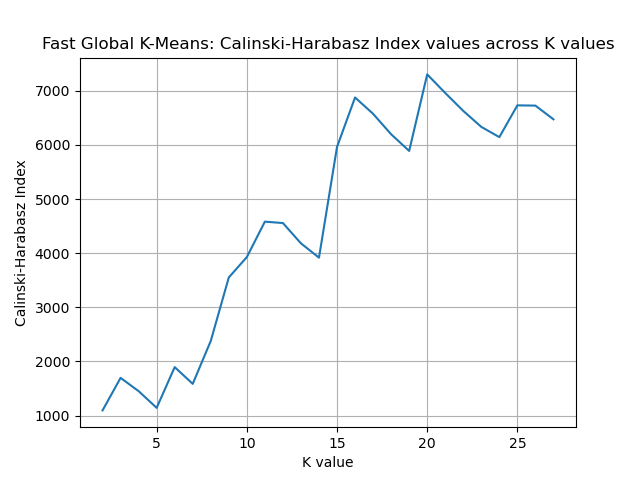 Fast Global K-Means: Calinski-Harabasz Index values across K values
Calinski-Harabasz Index
7000
6000
5000
4000
3000
2000
1000
5 10 15 20 25
K value